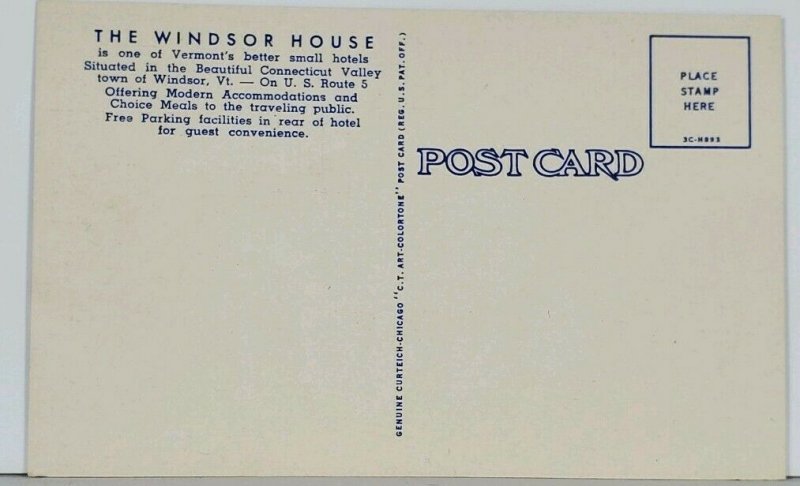 THE WINDSOR HOUSE
is one of Vermont's better small hotels
Situated in the Beautiful Connecticut Valley
town of Windsor, Vt. — On U. S. Route 5
Offering Modern Accommodations and
Choice Meals to the traveling public.
Free Parking facilities in rear of hotel
for guest convenience.
GENUINE CURTEICH-CHICAGO "C.T. ART-COLORTONE" POST CARD (REG. U.S. PAT. OFF.)
POST CARD
PLACE
STAMP
HERE
3C-H893